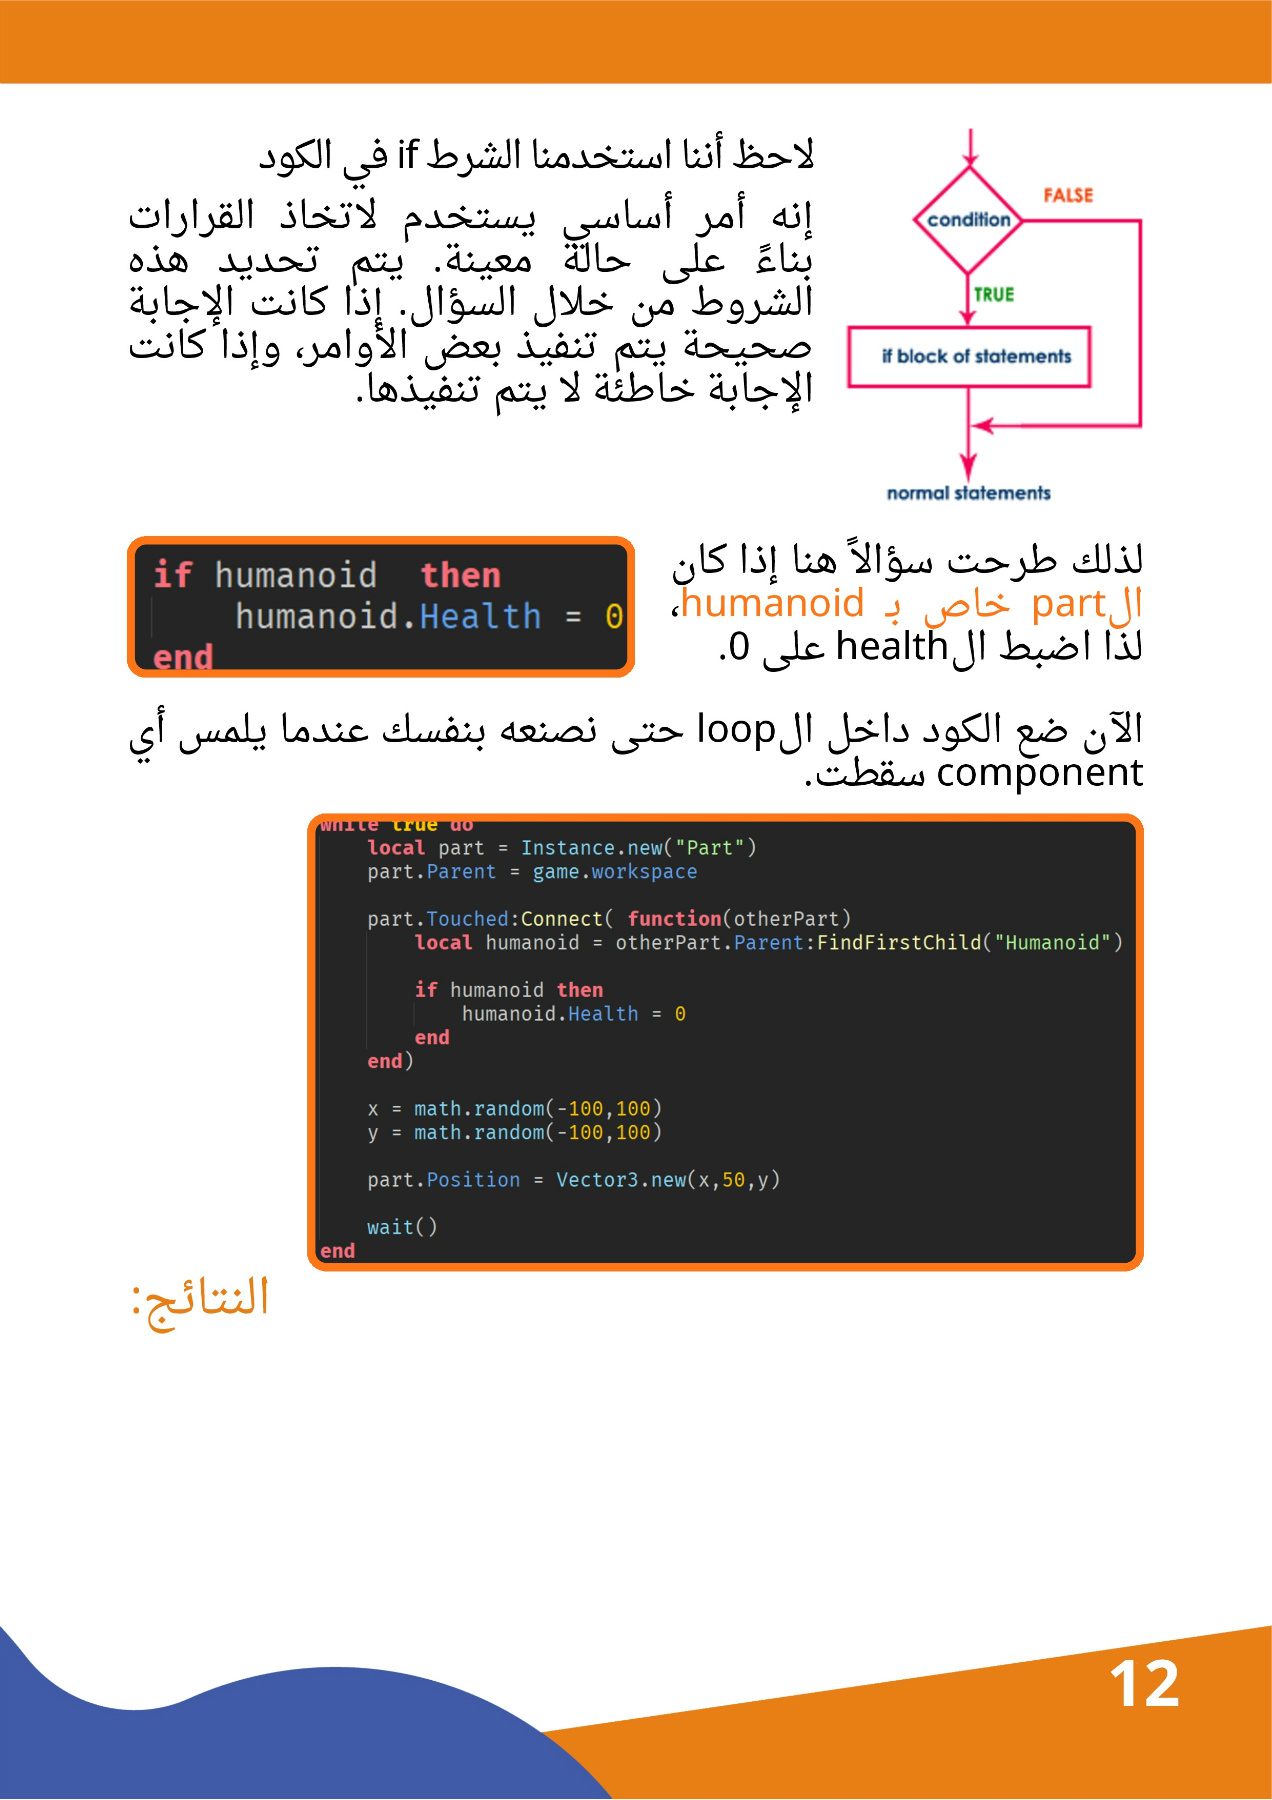 لاحظ أننا استخدمنا الشرط if في الكود
إنه أمر أساسي يستخدم لاتخاذ القرارات
بناءً على حالة معينة. يتم تحديد هذه
الشروط من خلال السؤال. إذا كانت الإجابة
صحيحة يتم تنفيذ بعض الأوامر، وإذا كانت
الإجابة خاطئة لا يتم تنفيذها.
condition
FALSE
TRUE
if block of statements
normal statements
لذلك طرحت سؤالاً هنا إذا كان
الpart خاص بـ humanoid،
لذا اضبط الhealth على 0.
if humanoid  then
    humanoid.Health = 0
end
الآن ضع الكود داخل الloop حتى نصنعه بنفسك عندما يلمس أي
component سقطت.
while true do
    local part = Instance.new("Part")
    part.Parent = game.workspace
    part.Touched:Connect( function(otherPart)
        local humanoid = otherPart.Parent:FindFirstChild("Humanoid")
        if humanoid then
            humanoid.Health = 0
        end
    end)
    x = math.random(-100,100)
    y = math.random(-100,100)
    part.Position = Vector3.new(x,50,y)
    wait()
end
النتائج:
12